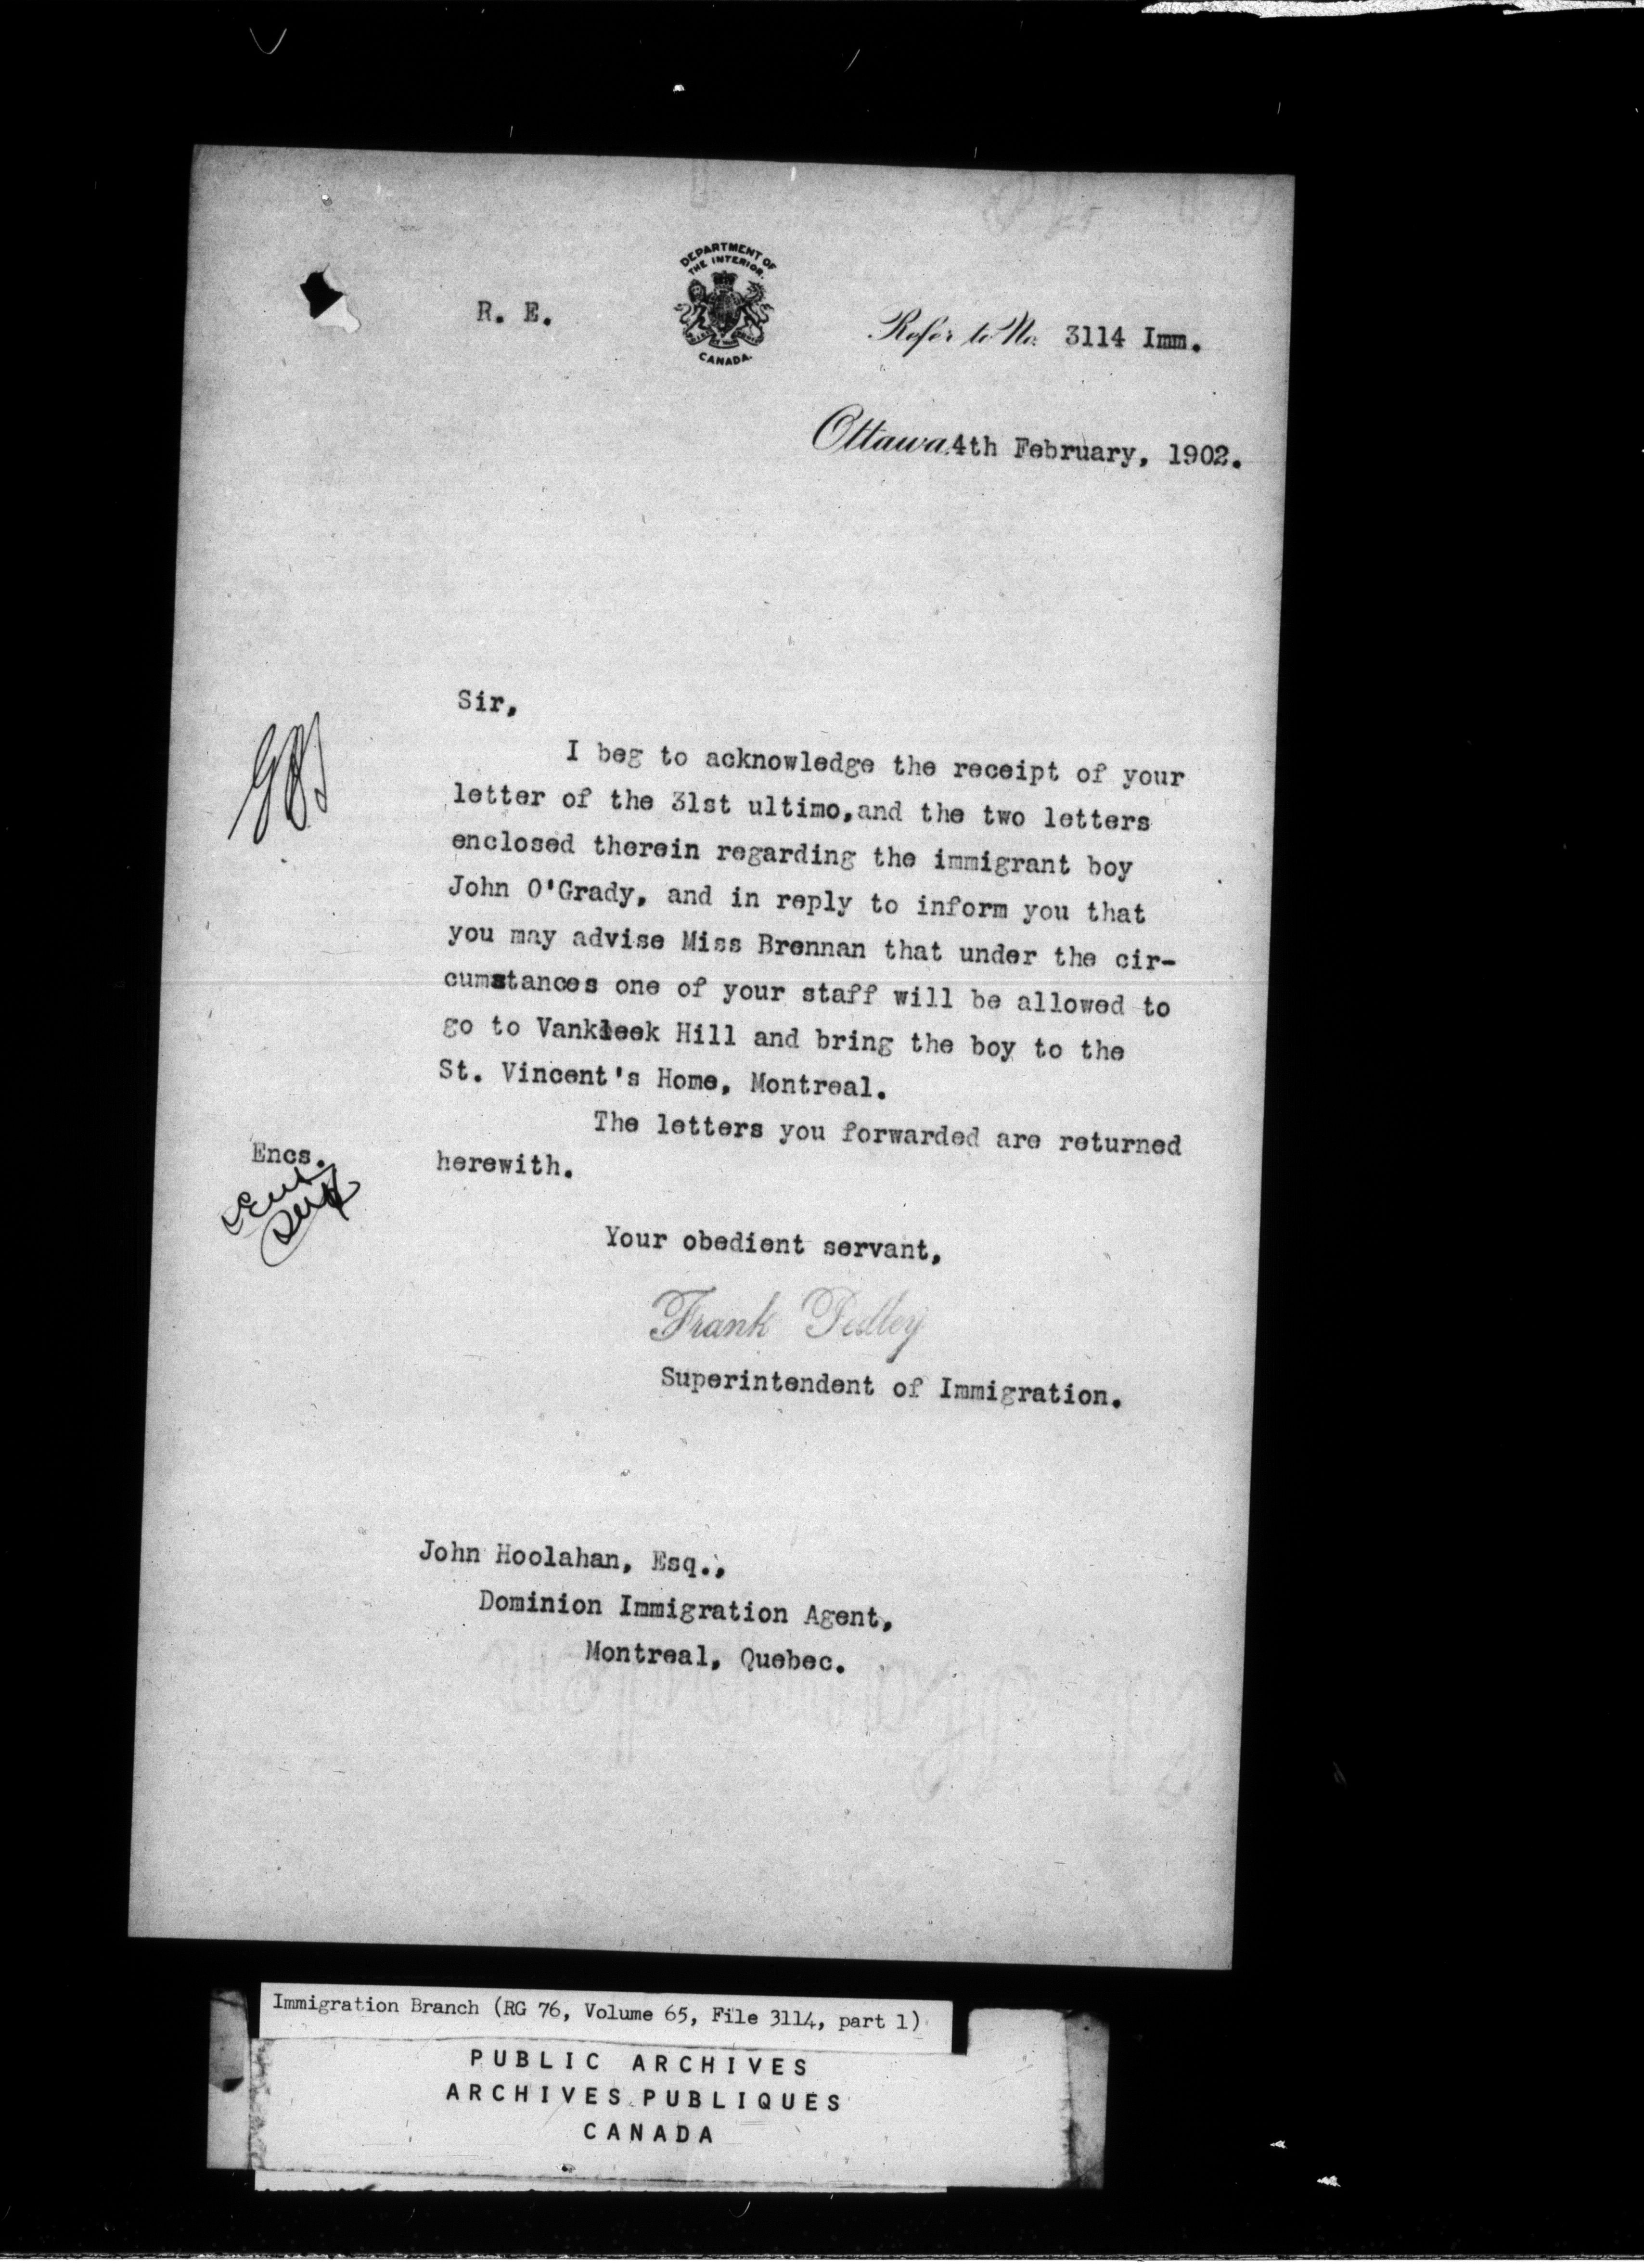 DEPARTMENT OF
THE INTERIOR.
CANADA.
R. E.
Refer to No. 3114 Imm.
Ottawa, 4th February, 1902.
Sir,
I beg to acknowledge the receipt of your
letter of the 31st ultimo, and the two letters
enclosed therein regarding the immigrant boy
John O'Grady, and in reply to inform you that
you may advise Miss Brennan that under the cir-
cumstances one of your staff will be allowed to
go to Vankleek Hill and bring the boy to the
St. Vincent's Home, Montreal.
The letters you forwarded are returned
herewith.
Encs.
Your obedient servant,
Frank Pedley
Superintendent of Immigration.
John Hoolahan, Esq.,
Dominion Immigration Agent,
Montreal, Quebec.
Immigration Branch (RG 76, Volume 65, File 3114, part 1)
PUBLIC ARCHIVES
ARCHIVES PUBLIQUES
CANADA